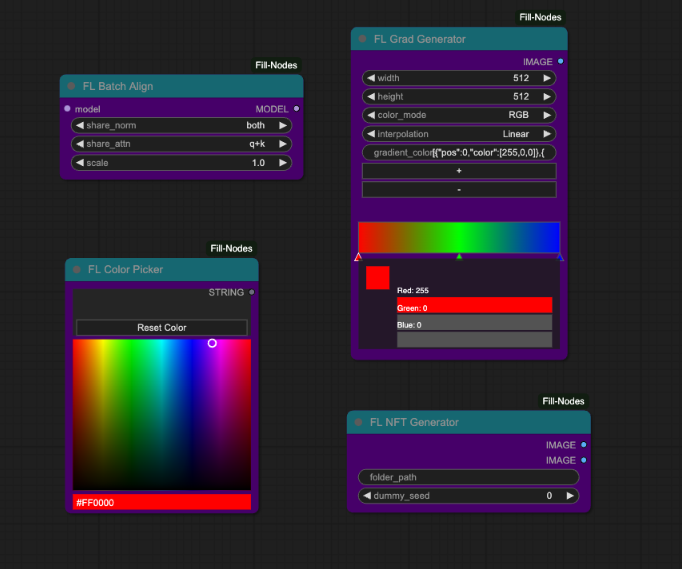 Fill-Nodes
FL Batch Align
model MODEL
share_norm both
share_attn q+k
scale 1.0
Fill-Nodes
FL Grad Generator
IMAGE
width 512
height 512
color_mode RGB
interpolation Linear
gradient_color[{"pos":0,"color":[255,0,0]},{
+
-
Red: 255
Green: 0
Blue: 0
Fill-Nodes
FL Color Picker
STRING
Reset Color
#FF0000
Fill-Nodes
FL NFT Generator
IMAGE
IMAGE
folder_path
dummy_seed 0